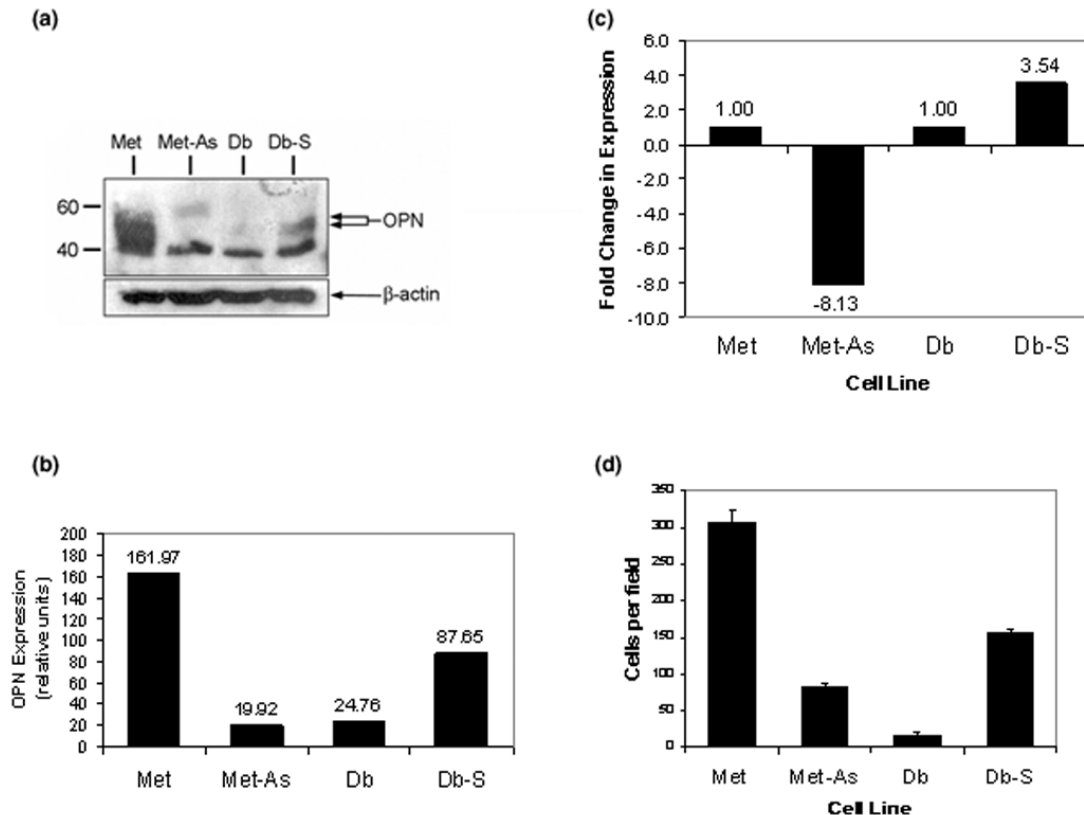 (a)
Met Met-As Db Db-S
60
40
OPN
β-actin
(b)
OPN Expression
(relative units)
200
180
160
140
120
100
80
60
40
20
0
161.97
19.92
24.76
87.65
Met Met-As Db Db-S
(c)
Fold Change in Expression
6.0
4.0
2.0
0.0
-2.0
-4.0
-6.0
-8.0
-10.0
1.00
-8.13
1.00
3.54
Met Met-As Db Db-S
Cell Line
(d)
Cells per field
350
300
250
200
150
100
50
0
Met Met-As Db Db-S
Cell Line